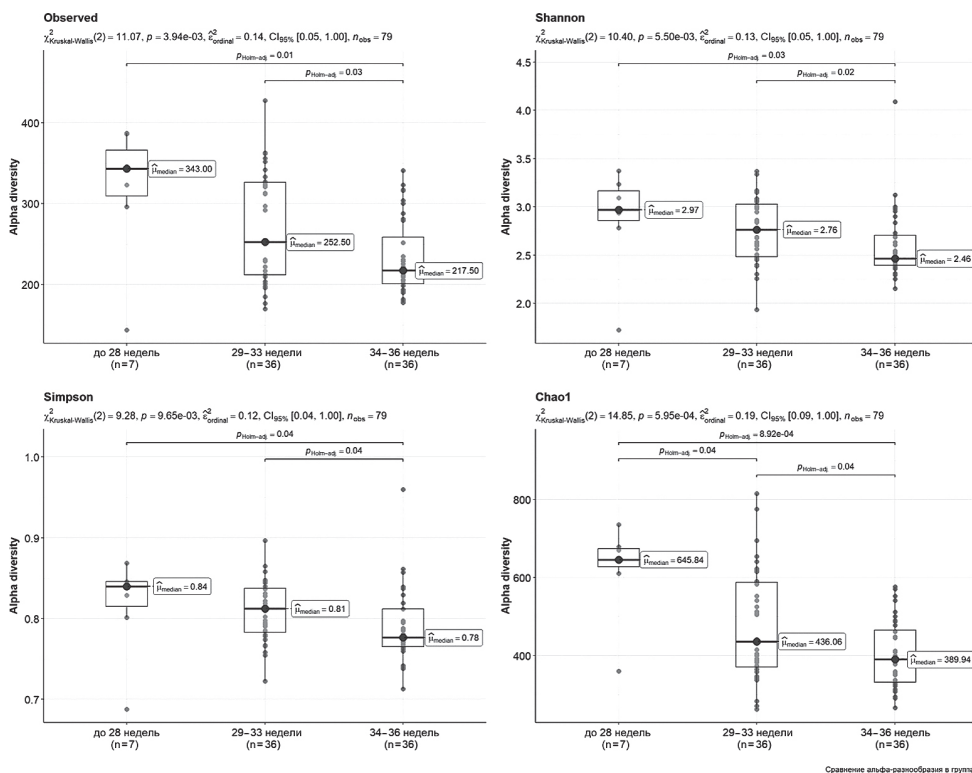 Observed
χ²Kruskal-Wallis(2) = 11.07, p = 3.94e-03, ε̂²ordinal = 0.14, CI95% [0.05, 1.00], nobs = 79
pHolm-adj = 0.01
pHolm-adj = 0.03
400
300
200
Alpha diversity
μ̂median = 343.00
μ̂median = 252.50
μ̂median = 217.50
до 28 недель
(n=7)
29−33 недели
(n=36)
34−36 недель
(n=36)
Shannon
χ²Kruskal-Wallis(2) = 10.40, p = 5.50e-03, ε̂²ordinal = 0.13, CI95% [0.05, 1.00], nobs = 79
pHolm-adj = 0.03
pHolm-adj = 0.02
4.5
4.0
3.5
3.0
2.5
2.0
Alpha diversity
μ̂median = 2.97
μ̂median = 2.76
μ̂median = 2.46
до 28 недель
(n=7)
29−33 недели
(n=36)
34−36 недель
(n=36)
Simpson
χ²Kruskal-Wallis(2) = 9.28, p = 9.65e-03, ε̂²ordinal = 0.12, CI95% [0.04, 1.00], nobs = 79
pHolm-adj = 0.04
pHolm-adj = 0.04
1.0
0.9
0.8
0.7
Alpha diversity
μ̂median = 0.84
μ̂median = 0.81
μ̂median = 0.78
до 28 недель
(n=7)
29−33 недели
(n=36)
34−36 недель
(n=36)
Chao1
χ²Kruskal-Wallis(2) = 14.85, p = 5.95e-04, ε̂²ordinal = 0.19, CI95% [0.09, 1.00], nobs = 79
pHolm-adj = 8.92e-04
pHolm-adj = 0.04
pHolm-adj = 0.04
800
600
400
Alpha diversity
μ̂median = 645.84
μ̂median = 436.06
μ̂median = 389.94
до 28 недель
(n=7)
29−33 недели
(n=36)
34−36 недель
(n=36)
Сравнение альфа-разнообразия в групп